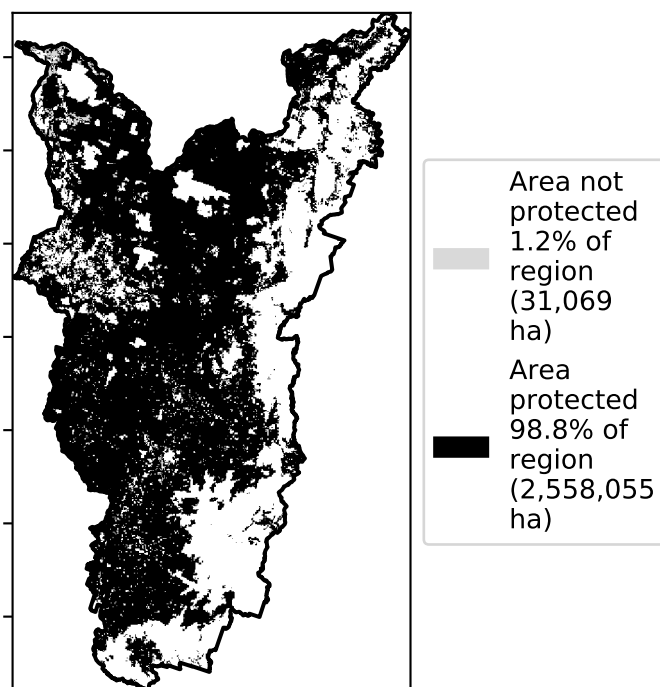 Area not
protected
1.2% of
region
(31,069
ha)
Area
protected
98.8% of
region
(2,558,055
ha)